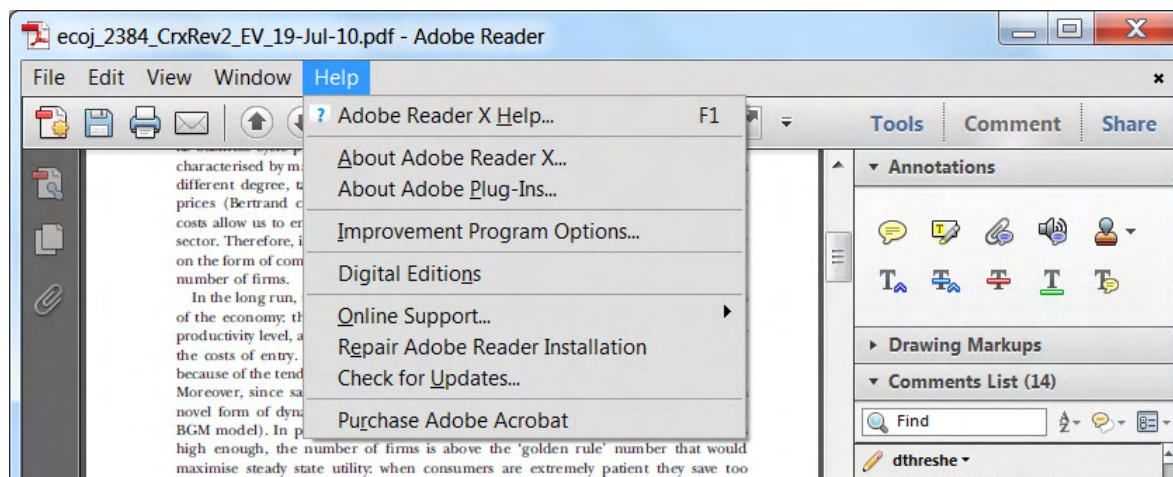 ecoj_2384_CrxRev2_EV_19-Jul-10.pdf - Adobe Reader
File Edit View Window Help
Tools Comment Share
? Adobe Reader X Help... F1
About Adobe Reader X...
About Adobe Plug-Ins...
Improvement Program Options...
Digital Editions
Online Support...
Repair Adobe Reader Installation
Check for Updates...
Purchase Adobe Acrobat
characterised by m
different degree, t
prices (Bertrand c
costs allow us to er
sector. Therefore, i
on the form of com
number of firms.
In the long run,
of the economy: th
productivity level, a
the costs of entry.
because of the tend
Moreover, since sa
novel form of dyna
BGM model). In p
high enough, the number of firms is above the ‘golden rule’ number that would
maximise steady state utility: when consumers are extremely patient they save too
Annotations
Drawing Markups
Comments List (14)
Find
dthreshe